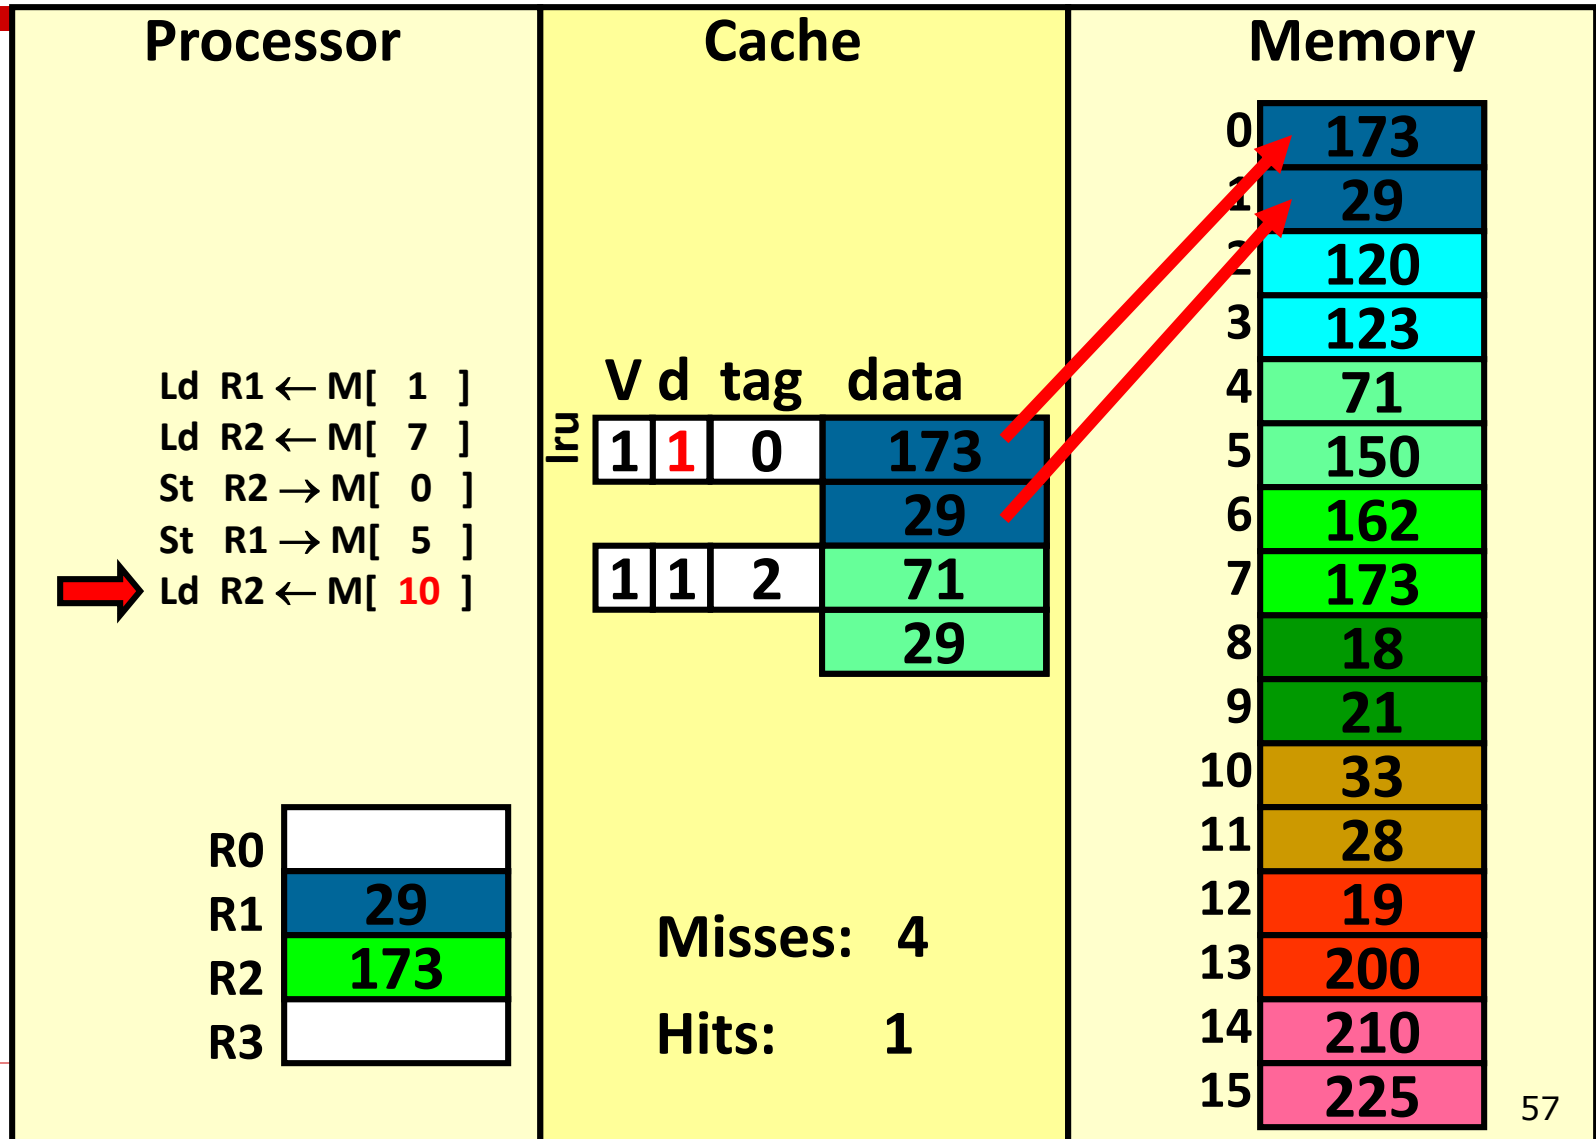 Processor
Ld R1 ← M[ 1 ]
Ld R2 ← M[ 7 ]
St R2 → M[ 0 ]
St R1 → M[ 5 ]
Ld R2 ← M[ 10 ]
R0
R1 29
R2 173
R3
Cache
V d tag data
lru 1 1 0 173
29
1 1 2 71
29
Misses: 4
Hits: 1
Memory
0 173
1 29
2 120
3 123
4 71
5 150
6 162
7 173
8 18
9 21
10 33
11 28
12 19
13 200
14 210
15 225
57